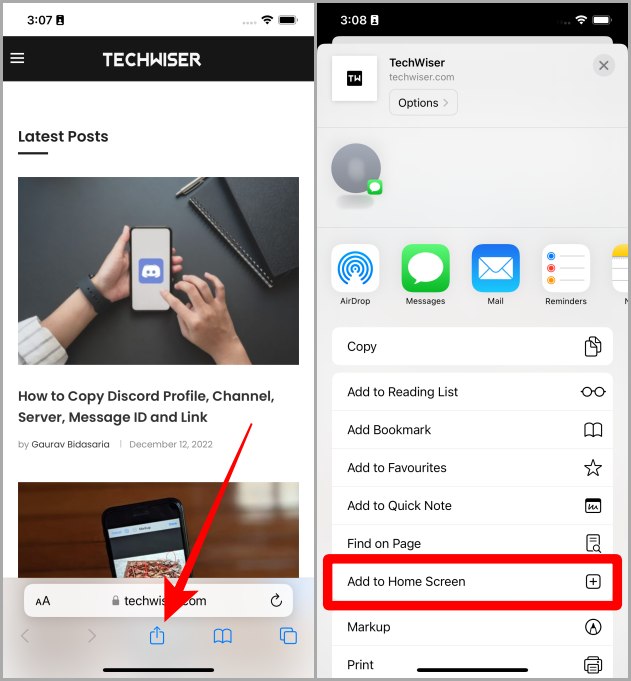 3:07
TECHWISER
Latest Posts
How to Copy Discord Profile, Channel,
Server, Message ID and Link
by Gaurav Bidasaria | December 12, 2022
Markup
AA techwis .com
3:08
TechWiser
techwiser.com
Options >
TW
AirDrop
Messages
Mail
Reminders
Copy
Add to Reading List
Add Bookmark
Add to Favourites
Add to Quick Note
Find on Page
Add to Home Screen
Markup
Print